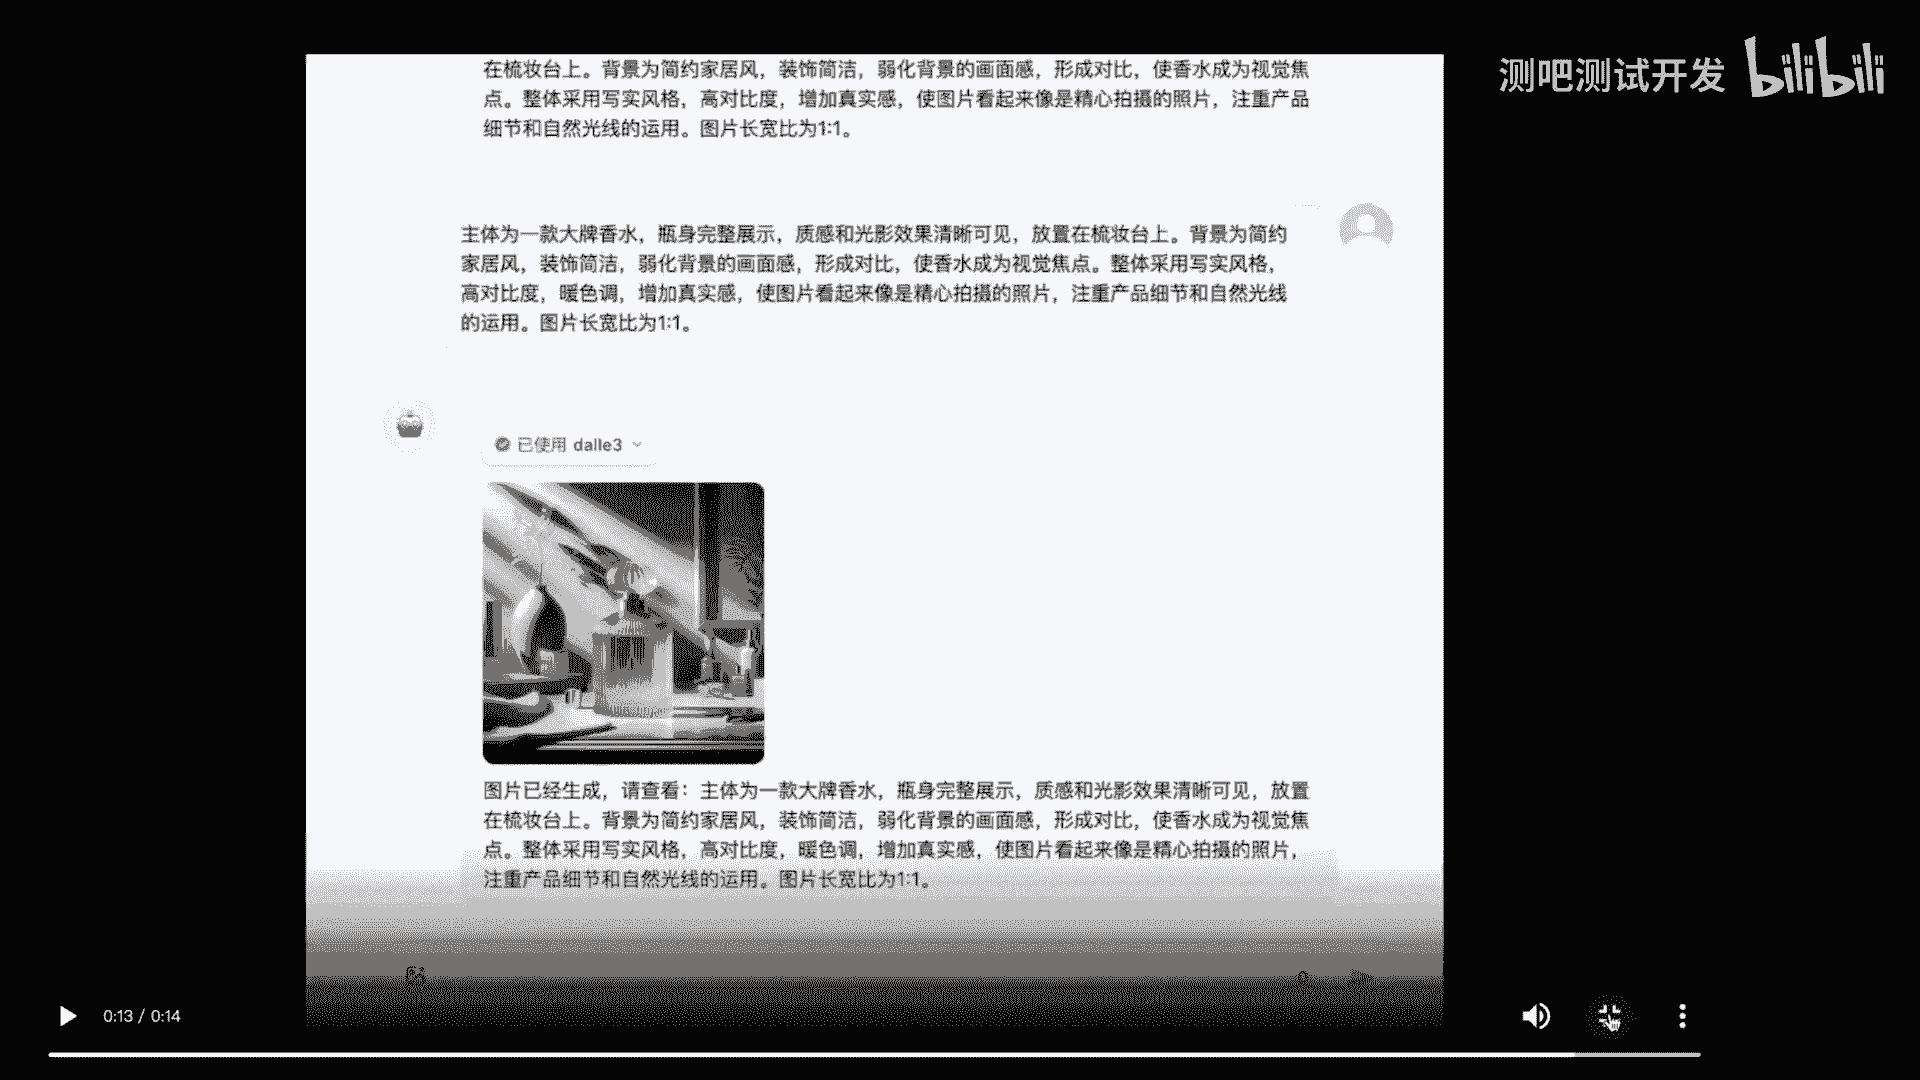 测吧测试开发 bilibili
在梳妆台上。背景为简约家居风，装饰简洁，弱化背景的画面感，形成对比，使香水成为视觉焦
点。整体采用写实风格，高对比度，增加真实感，使图片看起来像是精心拍摄的照片，注重产品
细节和自然光线的运用。图片长宽比为1:1。
主体为一款大牌香水，瓶身完整展示，质感和光影效果清晰可见，放置在梳妆台上。背景为简约
家居风，装饰简洁，弱化背景的画面感，形成对比，使香水成为视觉焦点。整体采用写实风格，
高对比度，暖色调，增加真实感，使图片看起来像是精心拍摄的照片，注重产品细节和自然光线
的运用。图片长宽比为1:1。
已使用 dalle3
图片已经生成，请查看：主体为一款大牌香水，瓶身完整展示，质感和光影效果清晰可见，放置
在梳妆台上。背景为简约家居风，装饰简洁，弱化背景的画面感，形成对比，使香水成为视觉焦
点。整体采用写实风格，高对比度，暖色调，增加真实感，使图片看起来像是精心拍摄的照片，
注重产品细节和自然光线的运用。图片长宽比为1:1。
0:13 / 0:14